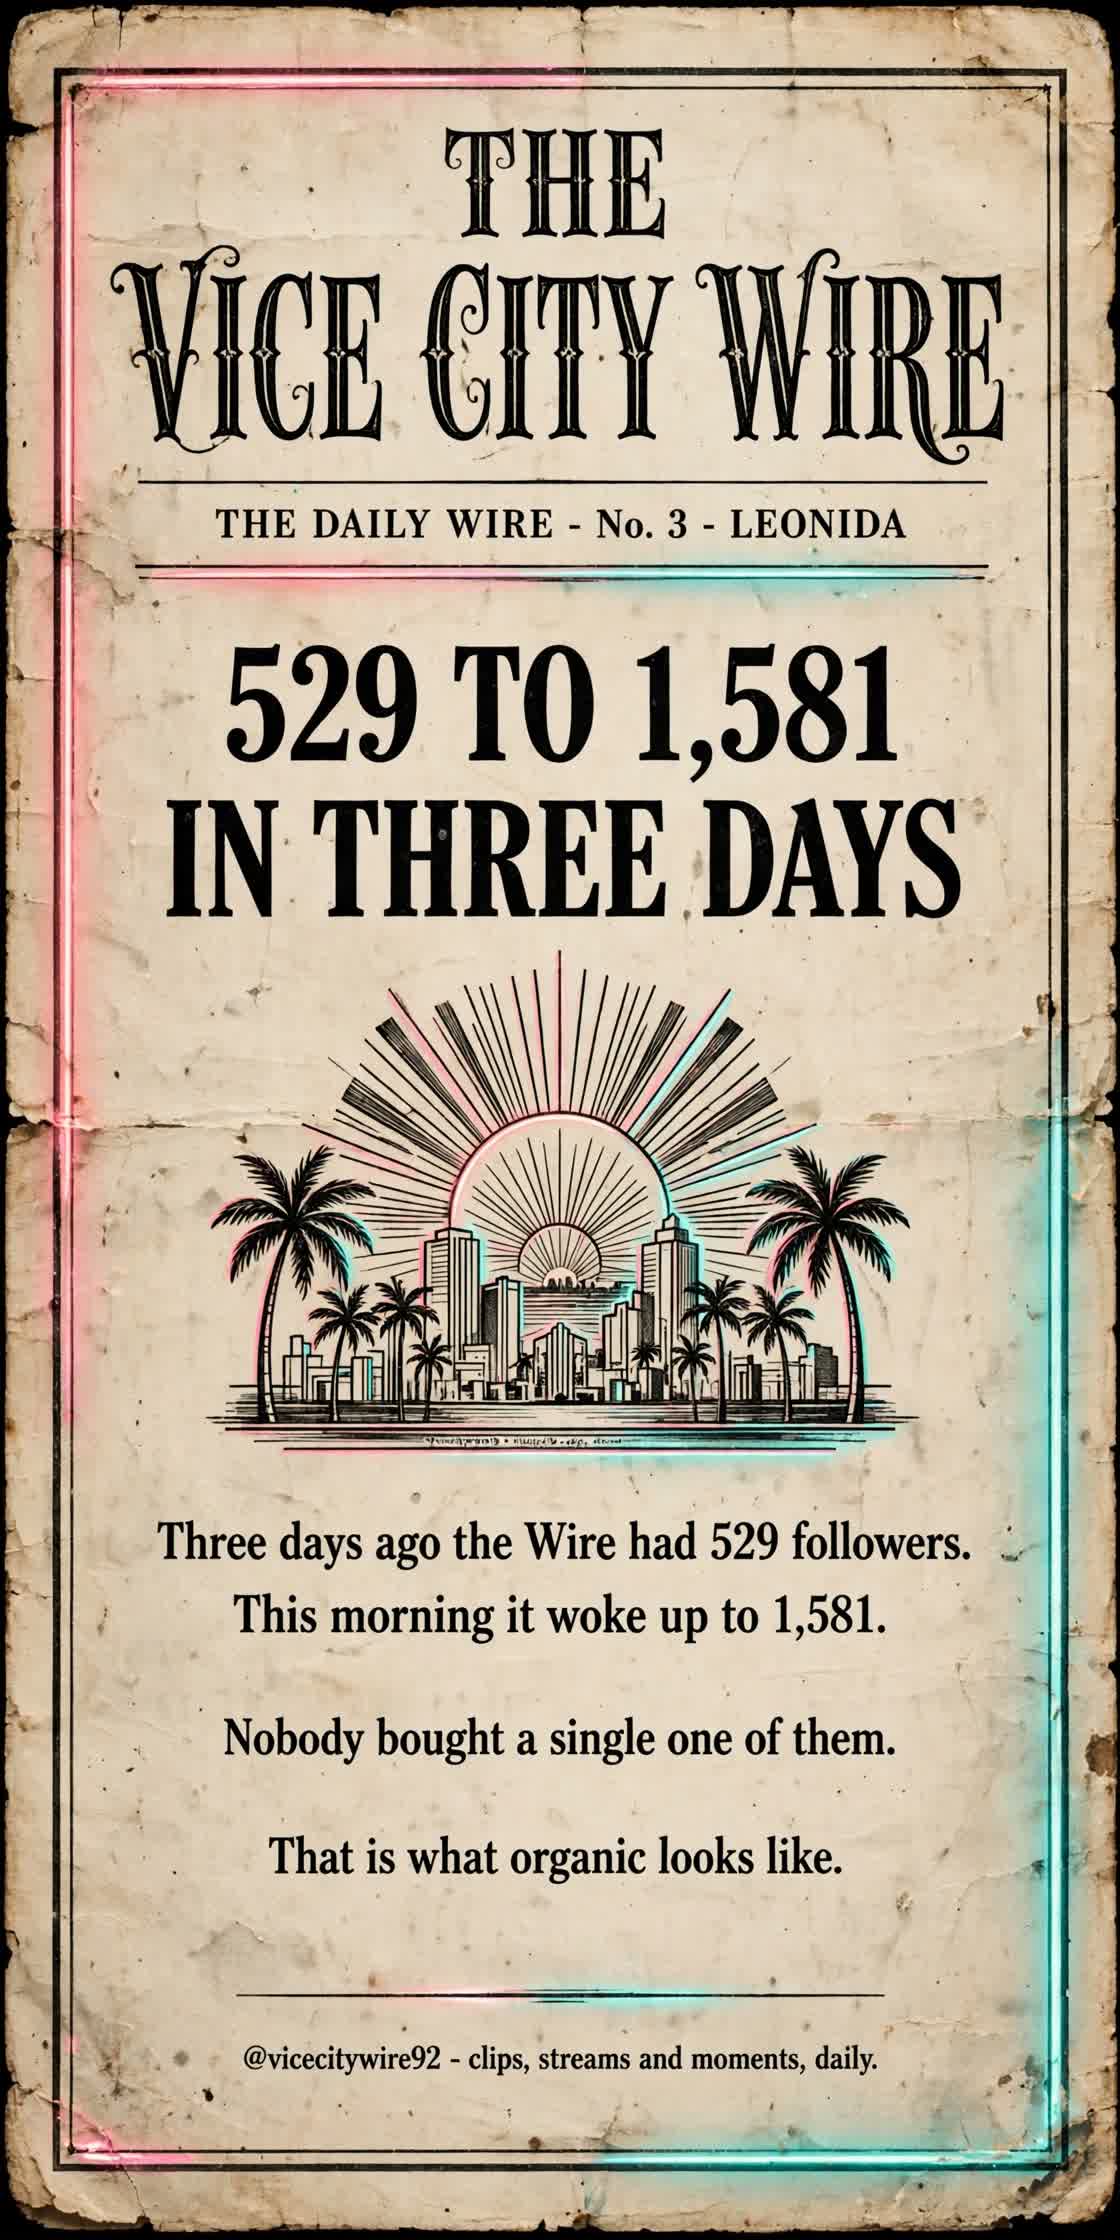 THE
VICE CITY WIRE
THE DAILY WIRE - No. 3 - LEONIDA
529 TO 1,581
IN THREE DAYS
Three days ago the Wire had 529 followers.
This morning it woke up to 1,581.
Nobody bought a single one of them.
That is what organic looks like.
@vicecitywire92 - clips, streams and moments, daily.